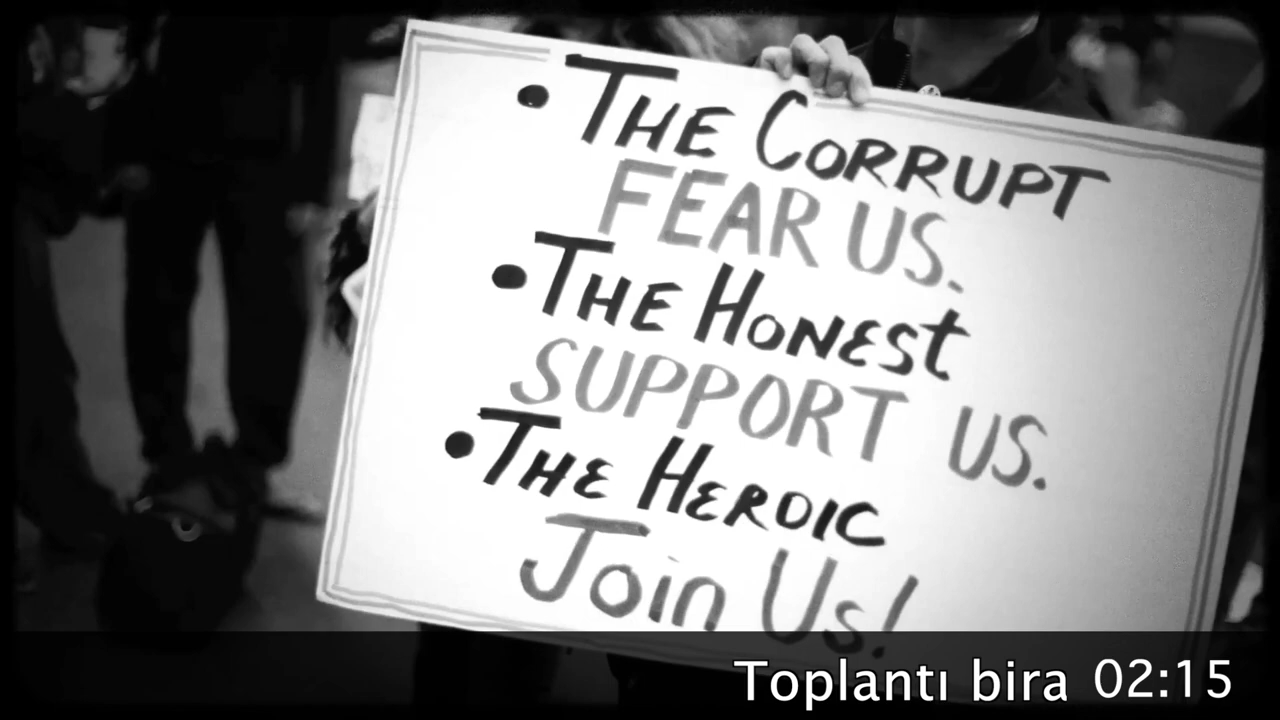 • THE CORRUPT
FEAR US.
• THE HONEST
SUPPORT US.
• THE HEROIC
Join Us!
Toplantı bira 02:15